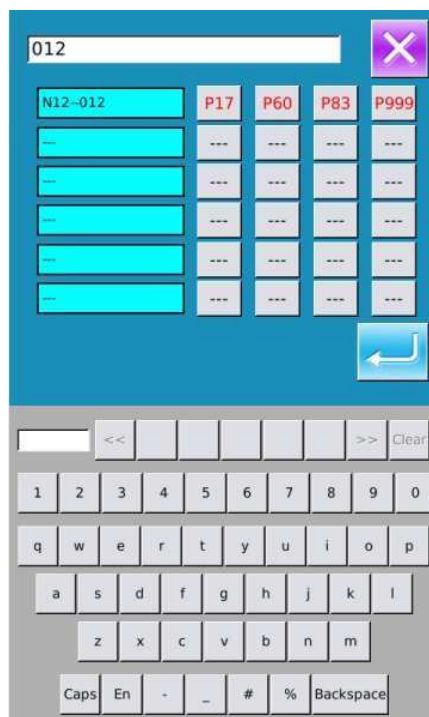 012
N12--012 P17 P60 P83 P999
--- --- --- --- ---
--- --- --- --- ---
--- --- --- --- ---
--- --- --- --- ---
--- --- --- --- ---
<< >> Clear
1 2 3 4 5 6 7 8 9 0
q w e r t y u i o p
a s d f g h j k l
z x c v b n m
Caps En - _ # % Backspace